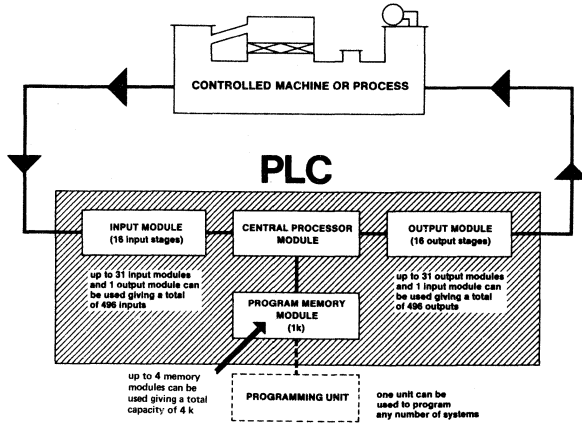 CONTROLLED MACHINE OR PROCESS
PLC
INPUT MODULE
(16 input stages)
CENTRAL PROCESSOR
MODULE
OUTPUT MODULE
(16 output stages)
up to 31 input modules
and 1 output module can
be used giving a total
of 496 inputs
up to 31 output modules
and 1 input module can
be used giving a total
of 496 outputs
PROGRAM MEMORY
MODULE
(1k)
up to 4 memory
modules can be
used giving a total
capacity of 4 k
PROGRAMMING UNIT
one unit can be
used to program
any number of systems